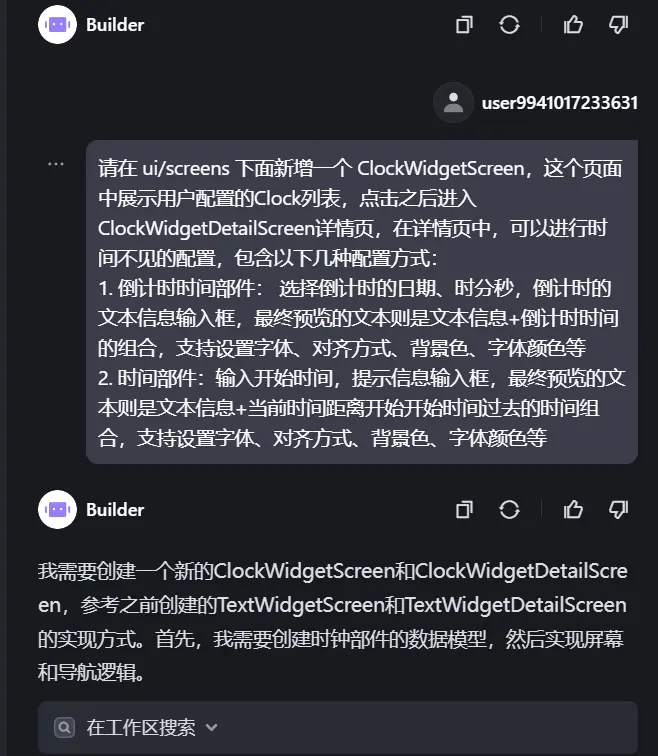 Builder
user9941017233631
请在 ui/screens 下面新增一个 ClockWidgetScreen，这个页面
中展示用户配置的Clock列表，点击之后进入
ClockWidgetDetailScreen详情页，在详情页中，可以进行时
间不见的配置，包含以下几种配置方式：
1. 倒计时时间部件： 选择倒计时的日期、时分秒，倒计时的
文本信息输入框，最终预览的文本则是文本信息+倒计时时间
的组合，支持设置字体、对齐方式、背景色、字体颜色等
2. 时间部件：输入开始时间，提示信息输入框，最终预览的文
本则是文本信息+当前时间距离开始开始时间过去的时间组
合，支持设置字体、对齐方式、背景色、字体颜色等
Builder
我需要创建一个新的ClockWidgetScreen和ClockWidgetDetailScre
en，参考之前创建的TextWidgetScreen和TextWidgetDetailScreen
的实现方式。首先，我需要创建时钟部件的数据模型，然后实现屏幕
和导航逻辑。
在工作区搜索